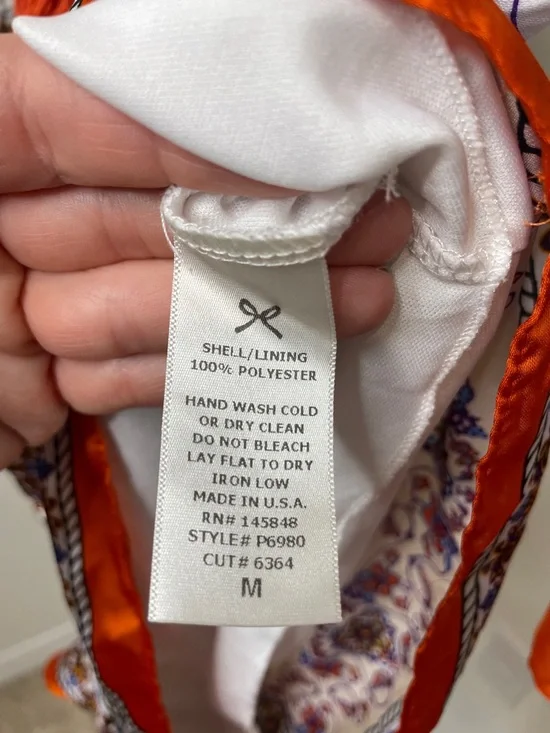 SHELL/LINING
100% POLYESTER
HAND WASH COLD
OR DRY CLEAN
DO NOT BLEACH
LAY FLAT TO DRY
IRON LOW
MADE IN U.S.A.
RN# 145848
STYLE# P6980
CUT# 6364
M